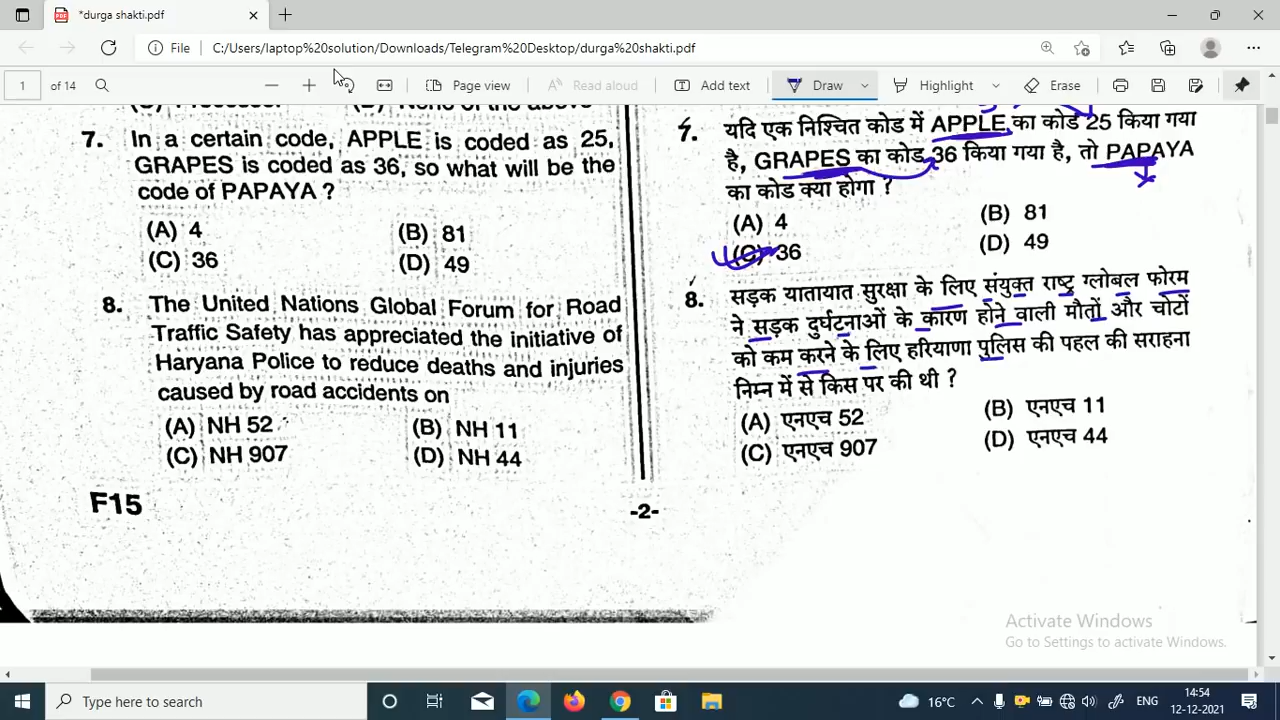 *durga shakti.pdf
File
C:/Users/laptop%20solution/Downloads/Telegram%20Desktop/durga%20shakti.pdf
1 of 14
Page view
Read aloud
Add text
Draw
Highlight
Erase
None of the above
7. In a certain code, APPLE is coded as 25,
GRAPES is coded as 36, so what will be the
code of PAPAYA ?
(A) 4
(B) 81
(C) 36
(D) 49
8. The United Nations Global Forum for Road
Traffic Safety has appreciated the initiative of
Haryana Police to reduce deaths and injuries
caused by road accidents on
(A) NH 52
(B) NH 11
(C) NH 907
(D) NH 44
F15
-2-
7. यदि एक निश्चित कोड में APPLE का कोड 25 किया गया
है, GRAPES का कोड 36 किया गया है, तो PAPAYA
का कोड क्या होगा ?
(A) 4
(B) 81
(C) 36
(D) 49
8. सड़क यातायात सुरक्षा के लिए संयुक्त राष्ट्र ग्लोबल फोरम
ने सड़क दुर्घटनाओं के कारण होने वाली मौतों और चोटों
को कम करने के लिए हरियाणा पुलिस की पहल की सराहना
निम्न में से किस पर की थी ?
(A) एनएच 52
(B) एनएच 11
(C) एनएच 907
(D) एनएच 44
Activate Windows
Go to Settings to activate Windows.
Type here to search
16°C
ENG
14:54
12-12-2021